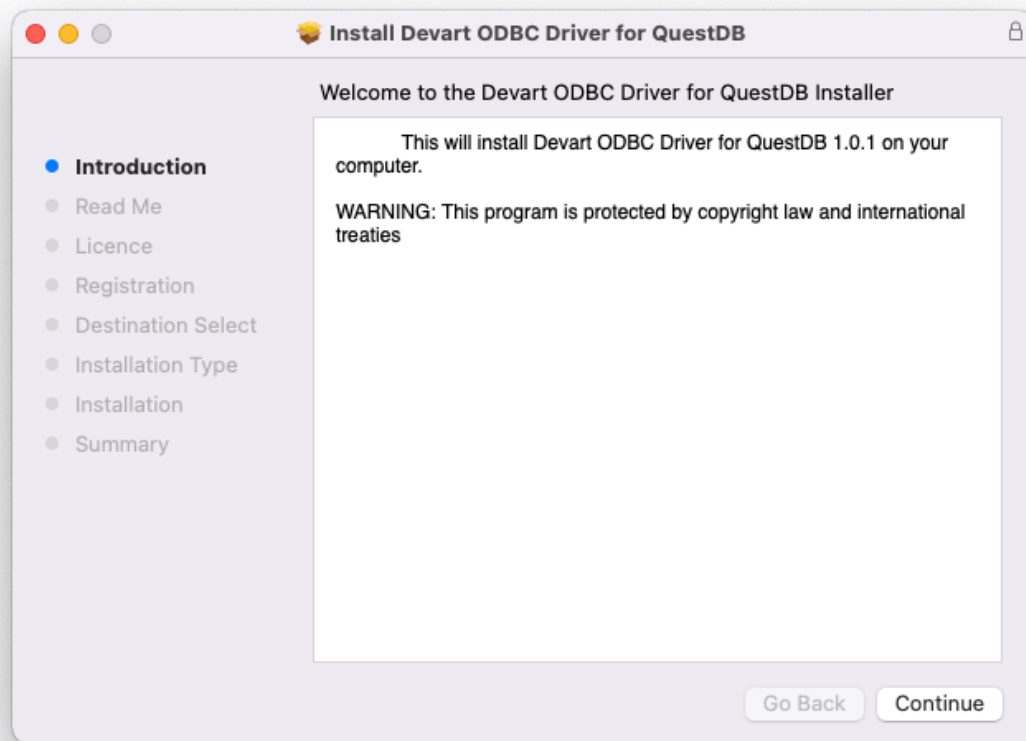 Install Devart ODBC Driver for QuestDB
Welcome to the Devart ODBC Driver for QuestDB Installer
Introduction
Read Me
Licence
Registration
Destination Select
Installation Type
Installation
Summary
This will install Devart ODBC Driver for QuestDB 1.0.1 on your
computer.
WARNING: This program is protected by copyright law and international
treaties
Go Back
Continue